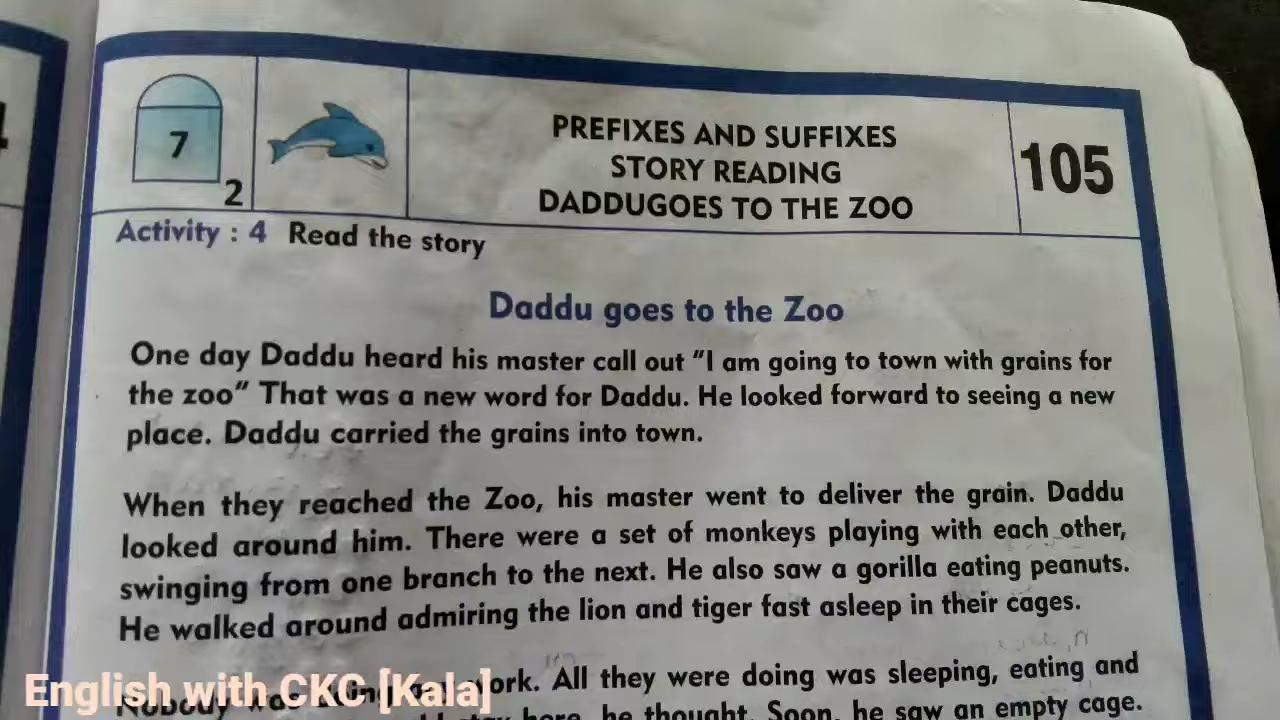 7
2
PREFIXES AND SUFFIXES
STORY READING
DADDUGOES TO THE ZOO
105
Activity : 4 Read the story
Daddu goes to the Zoo
One day Daddu heard his master call out "I am going to town with grains for
the zoo" That was a new word for Daddu. He looked forward to seeing a new
place. Daddu carried the grains into town.
When they reached the Zoo, his master went to deliver the grain. Daddu
looked around him. There were a set of monkeys playing with each other,
swinging from one branch to the next. He also saw a gorilla eating peanuts.
He walked around admiring the lion and tiger fast asleep in their cages.
Nobody was work. All they were doing was sleeping, eating and
here, he thought. Soon, he saw an empty cage.
English with CKC [Kala]